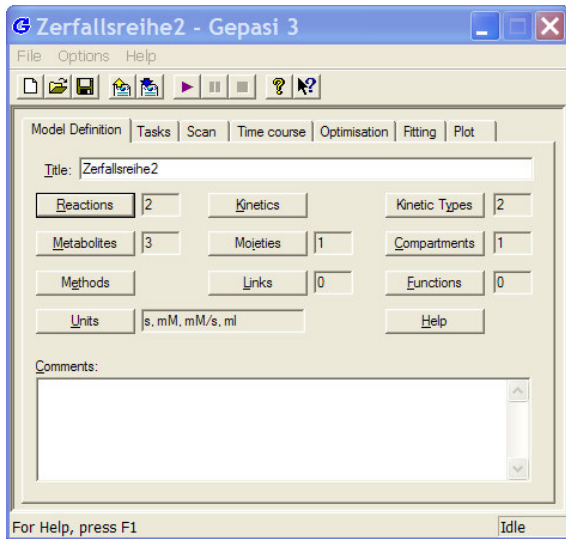 Zerfallsreihe2 - Gepasi 3
File Options Help
Model Definition Tasks Scan Time course Optimisation Fitting Plot
Title: Zerfallsreihe2
Reactions 2 Kinetics Kinetic Types 2
Metabolites 3 Moieties 1 Compartments 1
Methods Links 0 Functions 0
Units s, mM, mM/s, ml Help
Comments:
For Help, press F1 Idle